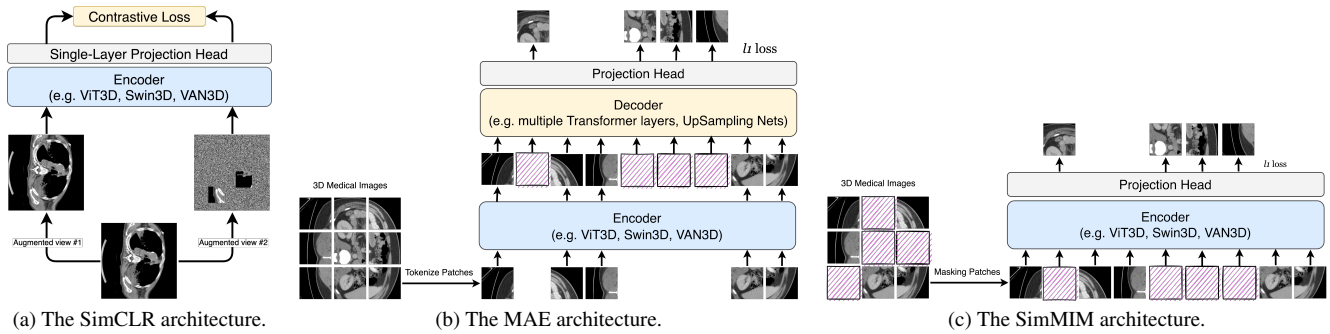 Contrastive Loss
Single-Layer Projection Head
Encoder
(e.g. ViT3D, Swin3D, VAN3D)
Augmented view #1
Augmented view #2
(a) The SimCLR architecture.
l1 loss
Projection Head
Decoder
(e.g. multiple Transformer layers, UpSampling Nets)
3D Medical Images
Encoder
(e.g. ViT3D, Swin3D, VAN3D)
Tokenize Patches
(b) The MAE architecture.
l1 loss
Projection Head
3D Medical Images
Encoder
(e.g. ViT3D, Swin3D, VAN3D)
Masking Patches
(c) The SimMIM architecture.